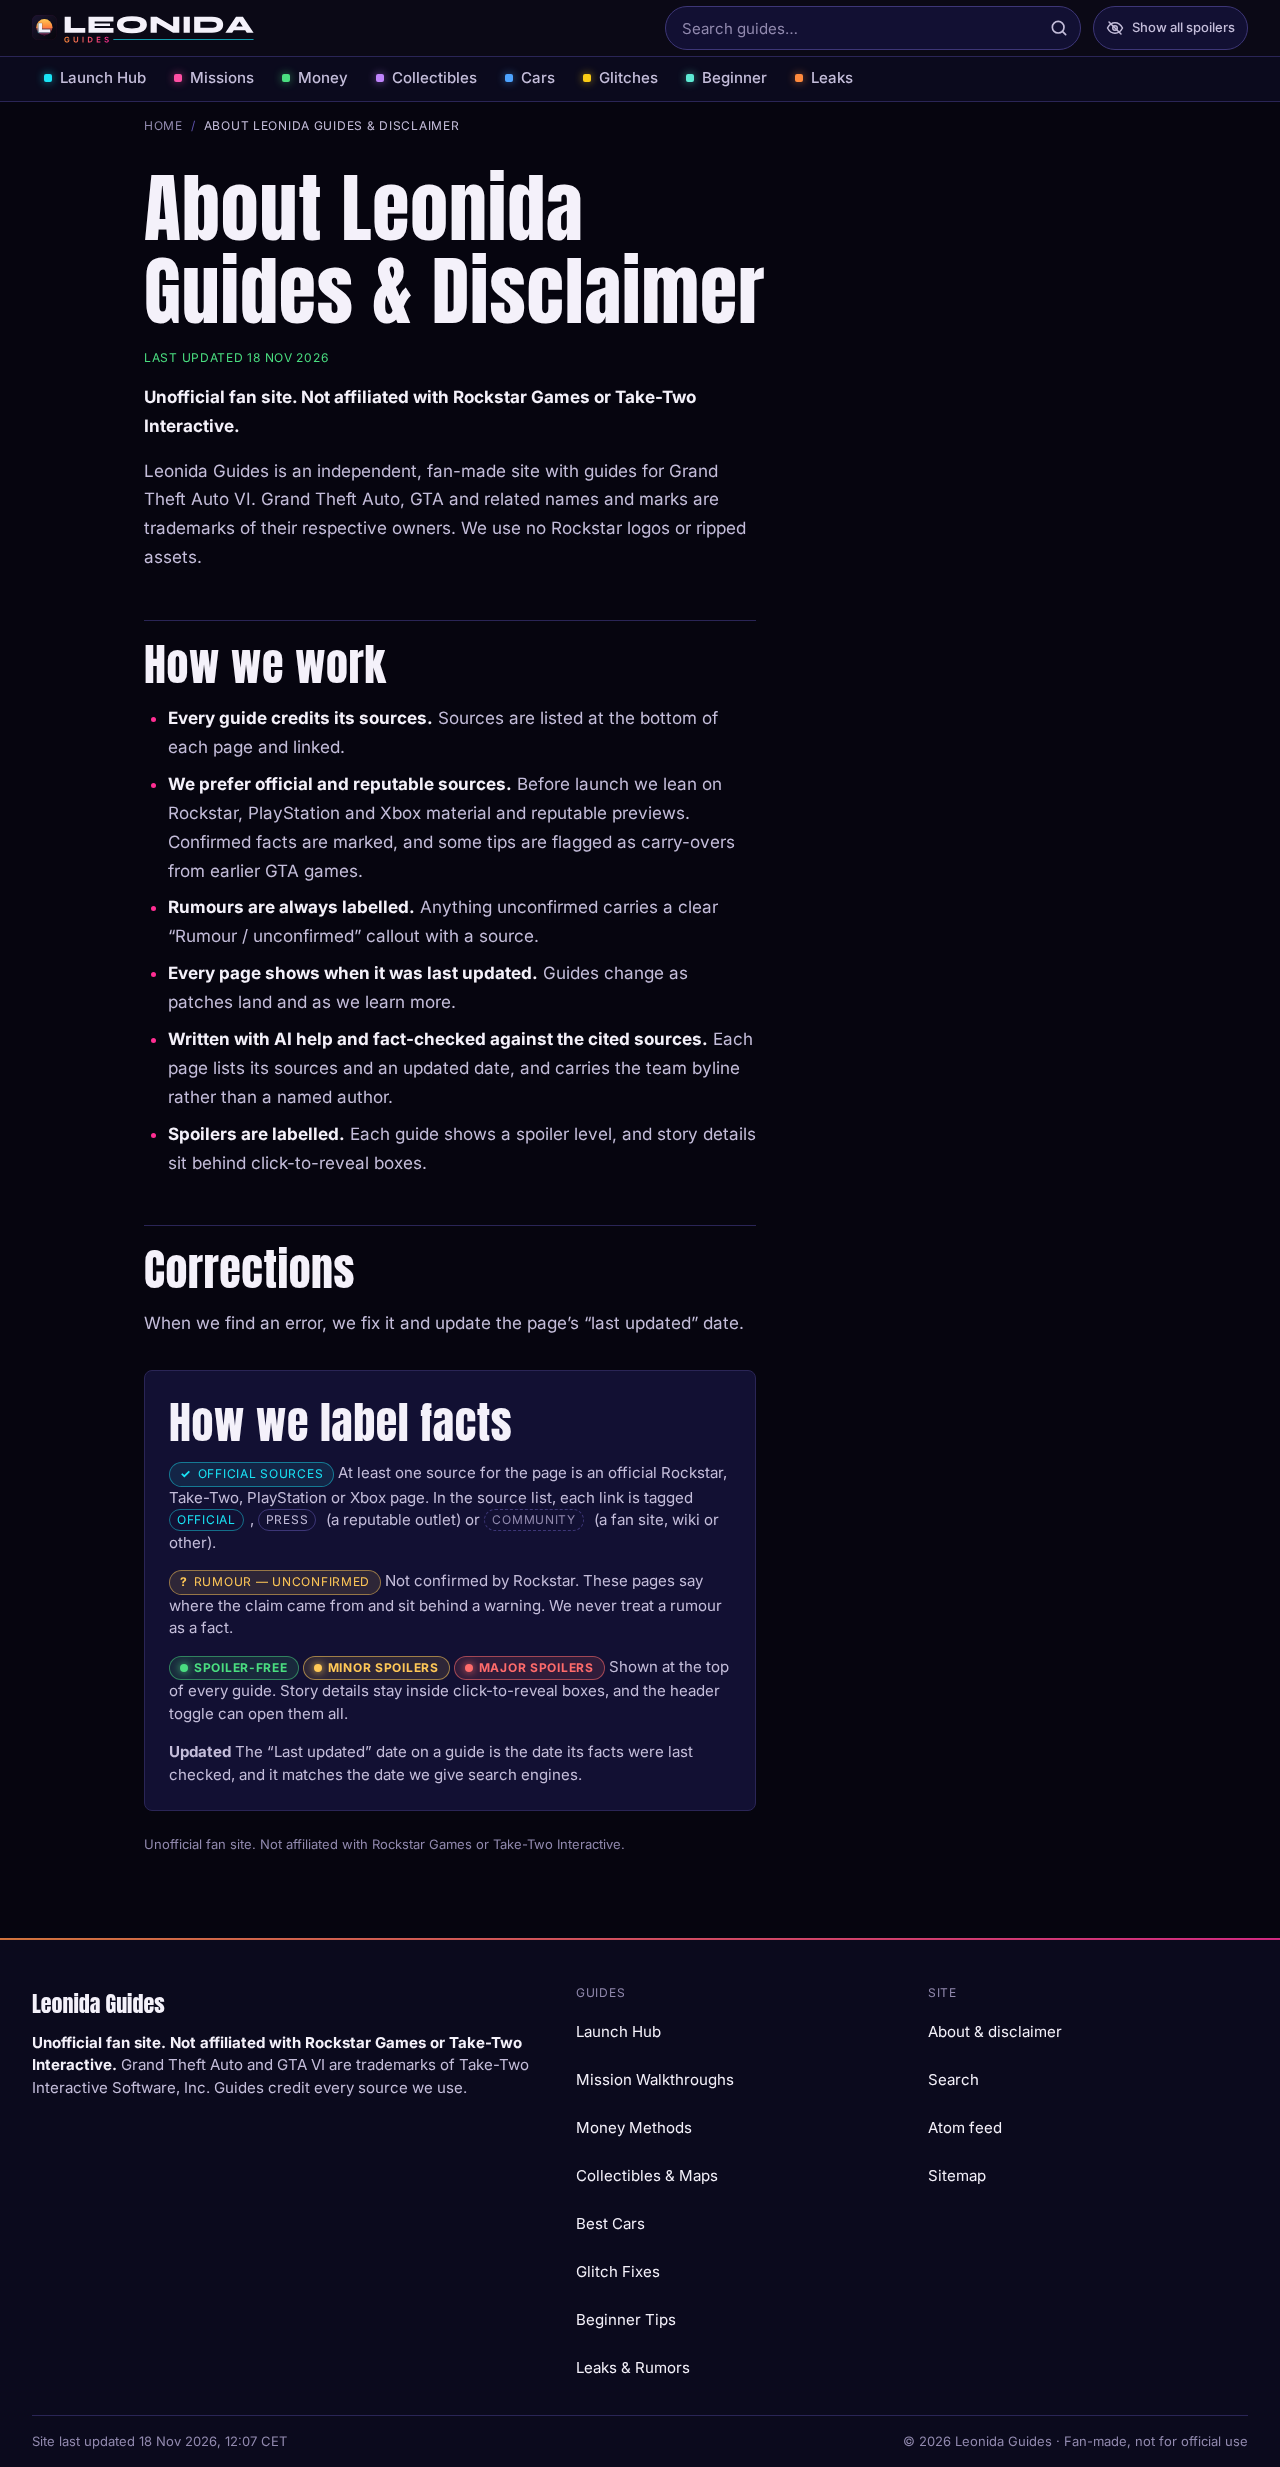 LEONIDA
GUIDES
Search guides…
Show all spoilers
Launch Hub
Missions
Money
Collectibles
Cars
Glitches
Beginner
Leaks
HOME / ABOUT LEONIDA GUIDES & DISCLAIMER
About Leonida
Guides & Disclaimer
LAST UPDATED 18 NOV 2026
Unofficial fan site. Not affiliated with Rockstar Games or Take-Two
Interactive.
Leonida Guides is an independent, fan-made site with guides for Grand
Theft Auto VI. Grand Theft Auto, GTA and related names and marks are
trademarks of their respective owners. We use no Rockstar logos or ripped
assets.
How we work
• Every guide credits its sources. Sources are listed at the bottom of
each page and linked.
• We prefer official and reputable sources. Before launch we lean on
Rockstar, PlayStation and Xbox material and reputable previews.
Confirmed facts are marked, and some tips are flagged as carry-overs
from earlier GTA games.
• Rumours are always labelled. Anything unconfirmed carries a clear
“Rumour / unconfirmed” callout with a source.
• Every page shows when it was last updated. Guides change as
patches land and as we learn more.
• Written with AI help and fact-checked against the cited sources. Each
page lists its sources and an updated date, and carries the team byline
rather than a named author.
• Spoilers are labelled. Each guide shows a spoiler level, and story details
sit behind click-to-reveal boxes.
Corrections
When we find an error, we fix it and update the page’s “last updated” date.
How we label facts
✓ OFFICIAL SOURCES At least one source for the page is an official Rockstar,
Take-Two, PlayStation or Xbox page. In the source list, each link is tagged
OFFICIAL , PRESS (a reputable outlet) or COMMUNITY (a fan site, wiki or
other).
? RUMOUR — UNCONFIRMED Not confirmed by Rockstar. These pages say
where the claim came from and sit behind a warning. We never treat a rumour
as a fact.
SPOILER-FREE MINOR SPOILERS MAJOR SPOILERS Shown at the top
of every guide. Story details stay inside click-to-reveal boxes, and the header
toggle can open them all.
Updated The “Last updated” date on a guide is the date its facts were last
checked, and it matches the date we give search engines.
Unofficial fan site. Not affiliated with Rockstar Games or Take-Two Interactive.
Leonida Guides
Unofficial fan site. Not affiliated with Rockstar Games or Take-Two
Interactive. Grand Theft Auto and GTA VI are trademarks of Take-Two
Interactive Software, Inc. Guides credit every source we use.
GUIDES
Launch Hub
Mission Walkthroughs
Money Methods
Collectibles & Maps
Best Cars
Glitch Fixes
Beginner Tips
Leaks & Rumors
SITE
About & disclaimer
Search
Atom feed
Sitemap
Site last updated 18 Nov 2026, 12:07 CET
© 2026 Leonida Guides · Fan-made, not for official use